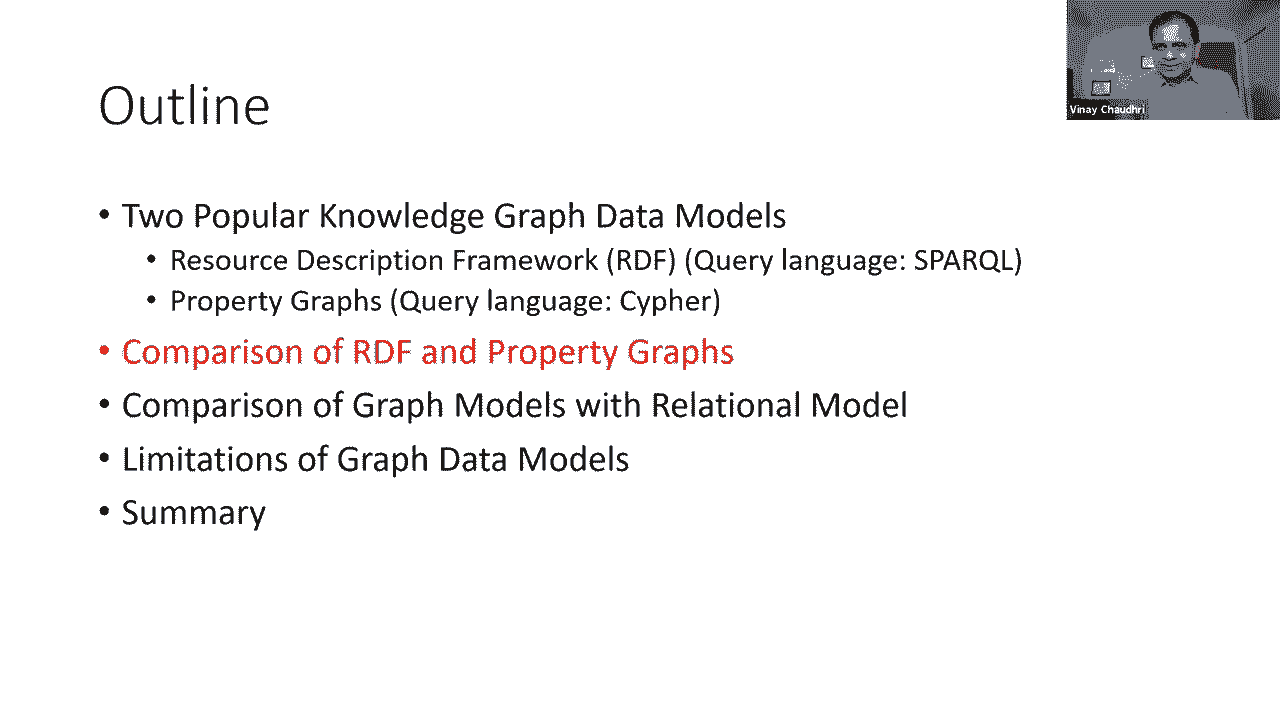 Outline
Vinay Chaudhri
• Two Popular Knowledge Graph Data Models
• Resource Description Framework (RDF) (Query language: SPARQL)
• Property Graphs (Query language: Cypher)
• Comparison of RDF and Property Graphs
• Comparison of Graph Models with Relational Model
• Limitations of Graph Data Models
• Summary